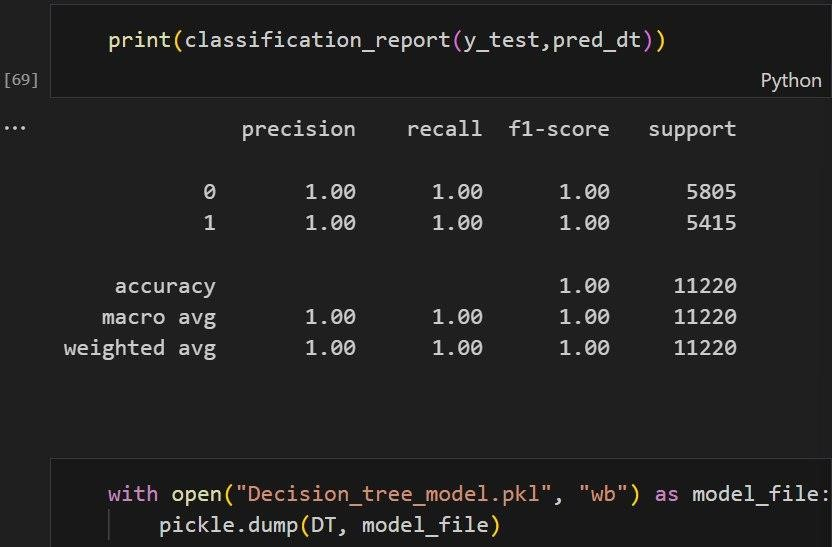 print(classification_report(y_test,pred_dt))
[69]
Python
...
precision recall f1-score support
0 1.00 1.00 1.00 5805
1 1.00 1.00 1.00 5415
accuracy 1.00 11220
macro avg 1.00 1.00 1.00 11220
weighted avg 1.00 1.00 1.00 11220
with open("Decision_tree_model.pkl", "wb") as model_file:
pickle.dump(DT, model_file)